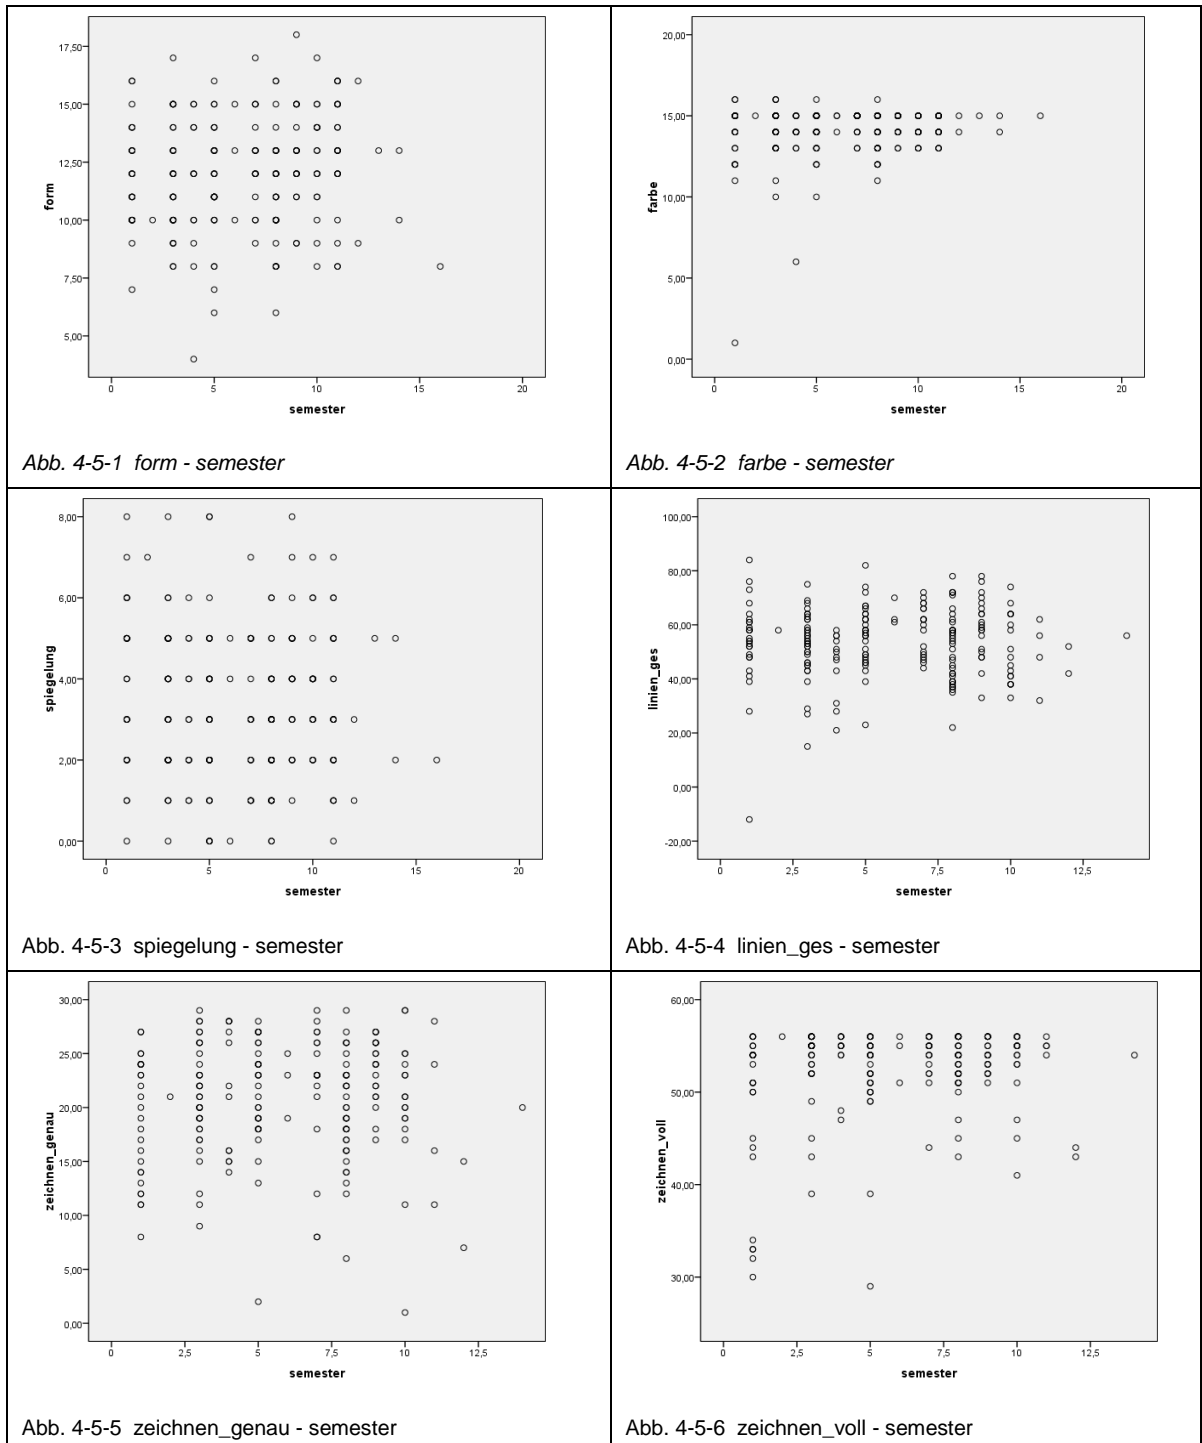 17,50
15,00
12,50
10,00
7,50
5,00
form
0 5 10 15 20
semester
Abb. 4-5-1 form - semester
20,00
15,00
10,00
5,00
0,00
farbe
0 5 10 15 20
semester
Abb. 4-5-2 farbe - semester
8,00
6,00
4,00
2,00
0,00
spiegelung
0 5 10 15 20
semester
Abb. 4-5-3 spiegelung - semester
100,00
80,00
60,00
40,00
20,00
0,00
-20,00
linien_ges
0 2,5 5 7,5 10 12,5
semester
Abb. 4-5-4 linien_ges - semester
30,00
25,00
20,00
15,00
10,00
5,00
0,00
zeichnen_genau
0 2,5 5 7,5 10 12,5
semester
Abb. 4-5-5 zeichnen_genau - semester
60,00
50,00
40,00
30,00
zeichnen_voll
0 2,5 5 7,5 10 12,5
semester
Abb. 4-5-6 zeichnen_voll - semester